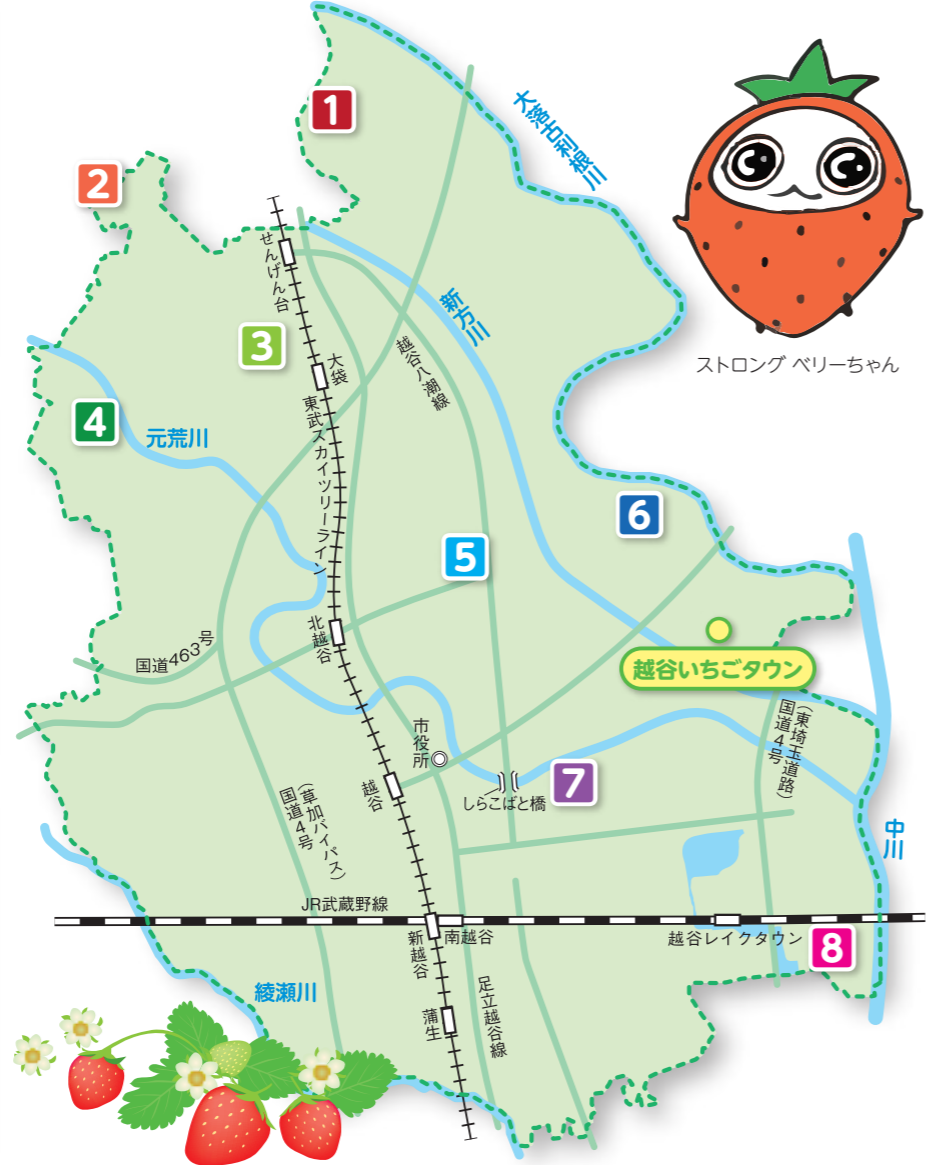 1
大落古利根川
2
せんげん台
新方川
3
大袋
越谷八潮線
ストロング ベリーちゃん
東武スカイツリーライン
4
元荒川
6
5
北越谷
国道463号
越谷いちごタウン
国道4号
(東埼玉道路)
市役所
越谷
しらこばと橋
7
国道4号
(草加バイパス)
中川
JR武蔵野線
新越谷
南越谷
越谷レイクタウン
8
綾瀬川
蒲生
足立越谷線